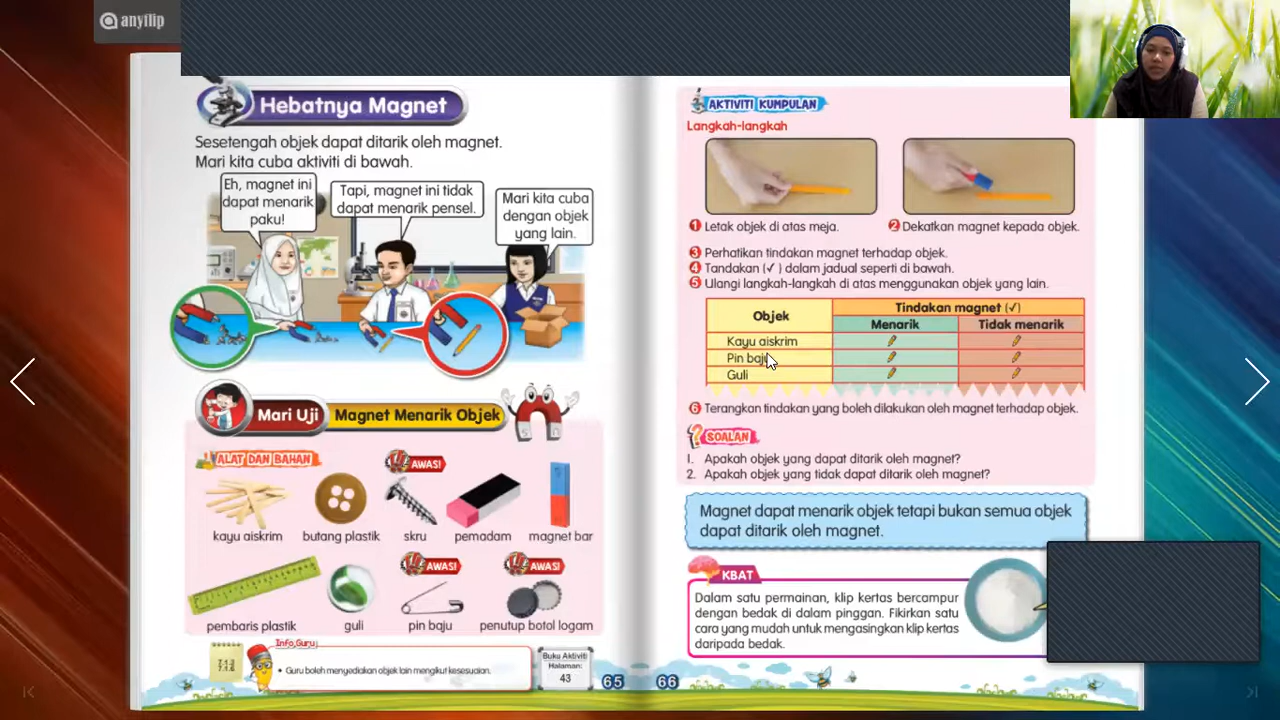 anyflip
Hebatnya Magnet
Sesetengah objek dapat ditarik oleh magnet.
Mari kita cuba aktiviti di bawah.
Eh, magnet ini
dapat menarik
paku!
Tapi, magnet ini tidak
dapat menarik pensel.
Mari kita cuba
dengan objek
yang lain.
Mari Uji
Magnet Menarik Objek
ALAT DAN BAHAN
AWASI
kayu aiskrim
butang plastik
skru
pemadam
magnet bar
AWASI
AWASI
pembaris plastik
guli
pin baju
penutup botol logam
7.1.3
7.1.6
Info Guru
• Guru boleh menyediakan objek lain mengikut kesesuaian.
Buku Aktiviti
Halaman:
43
65
AKTIVITI KUMPULAN
Langkah-langkah
1 Letak objek di atas meja.
2 Dekatkan magnet kepada objek.
3 Perhatikan tindakan magnet terhadap objek.
4 Tandakan (✓) dalam jadual seperti di bawah.
5 Ulangi langkah-langkah di atas menggunakan objek yang lain.
Objek
Tindakan magnet (✓)
Menarik
Tidak menarik
Kayu aiskrim
Pin baju
Guli
6 Terangkan tindakan yang boleh dilakukan oleh magnet terhadap objek.
SOALAN
1. Apakah objek yang dapat ditarik oleh magnet?
2. Apakah objek yang tidak dapat ditarik oleh magnet?
Magnet dapat menarik objek tetapi bukan semua objek
dapat ditarik oleh magnet.
KBAT
Dalam satu permainan, klip kertas bercampur
dengan bedak di dalam pinggan. Fikirkan satu
cara yang mudah untuk mengasingkan klip kertas
daripada bedak.
66